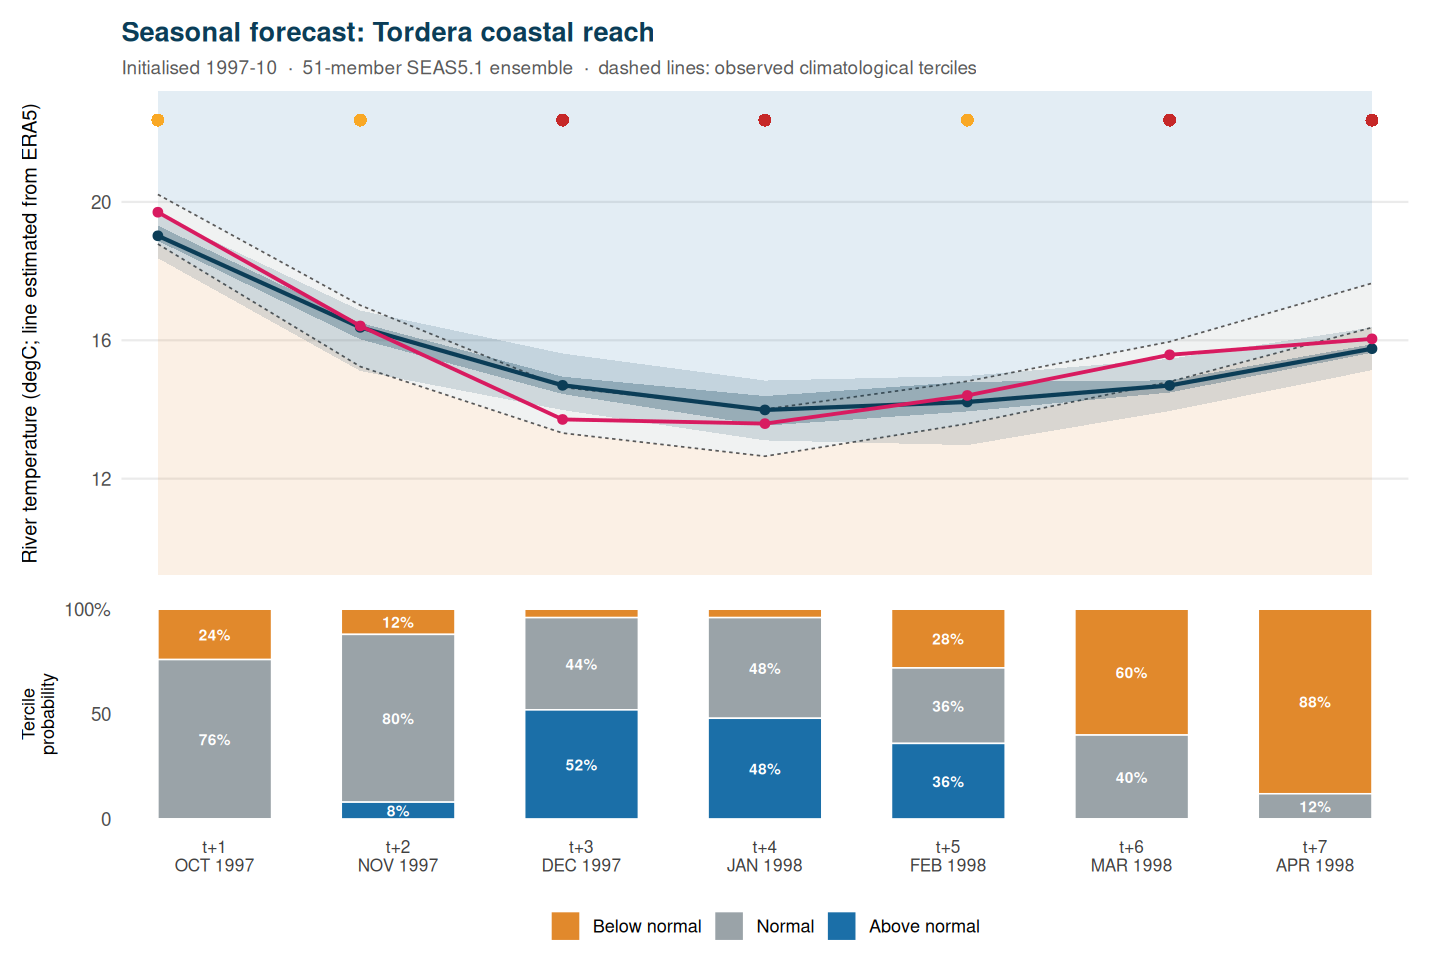 Seasonal forecast: Tordera coastal reach
Initialised 1997-10 · 51-member SEAS5.1 ensemble · dashed lines: observed climatological terciles
River temperature (degC; line estimated from ERA5)
20
16
12
Tercile
probability
100%
50
0
24%
76%
12%
80%
8%
44%
52%
48%
48%
28%
36%
36%
60%
40%
88%
12%
t+1
OCT 1997
t+2
NOV 1997
t+3
DEC 1997
t+4
JAN 1998
t+5
FEB 1998
t+6
MAR 1998
t+7
APR 1998
Below normal
Normal
Above normal